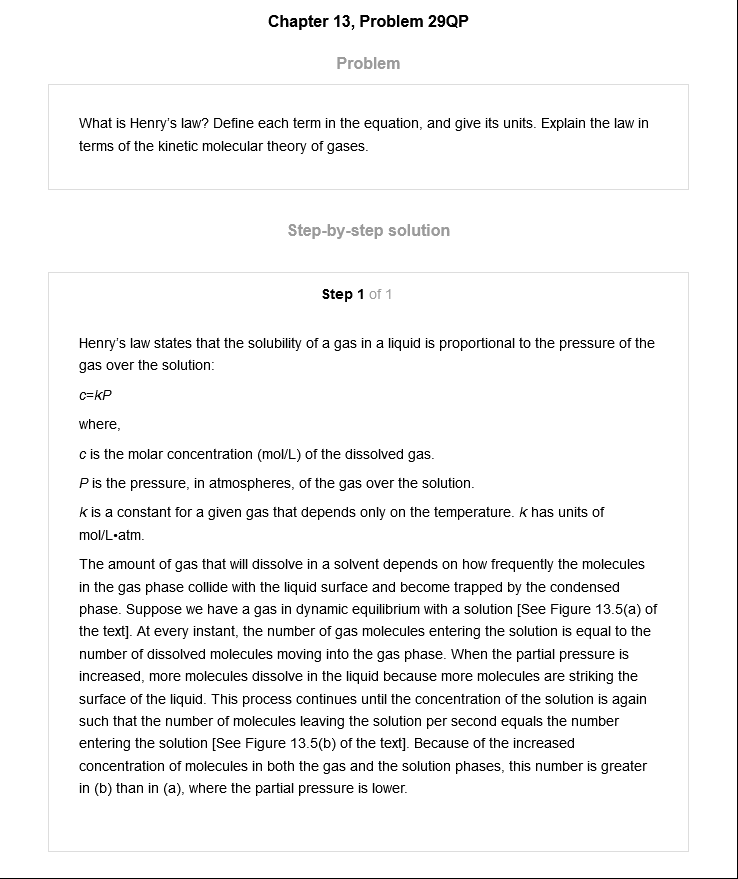 Chapter 13, Problem 29QP
Problem
What is Henry's law? Define each term in the equation, and give its units. Explain the law in
terms of the kinetic molecular theory of gases.
Step-by-step solution
Step 1 of 1
Henry's law states that the solubility of a gas in a liquid is proportional to the pressure of the
gas over the solution:
c=kP
where,
c is the molar concentration (mol/L) of the dissolved gas.
P is the pressure, in atmospheres, of the gas over the solution.
k is a constant for a given gas that depends only on the temperature. k has units of
mol/L•atm.
The amount of gas that will dissolve in a solvent depends on how frequently the molecules
in the gas phase collide with the liquid surface and become trapped by the condensed
phase. Suppose we have a gas in dynamic equilibrium with a solution [See Figure 13.5(a) of
the text]. At every instant, the number of gas molecules entering the solution is equal to the
number of dissolved molecules moving into the gas phase. When the partial pressure is
increased, more molecules dissolve in the liquid because more molecules are striking the
surface of the liquid. This process continues until the concentration of the solution is again
such that the number of molecules leaving the solution per second equals the number
entering the solution [See Figure 13.5(b) of the text]. Because of the increased
concentration of molecules in both the gas and the solution phases, this number is greater
in (b) than in (a), where the partial pressure is lower.